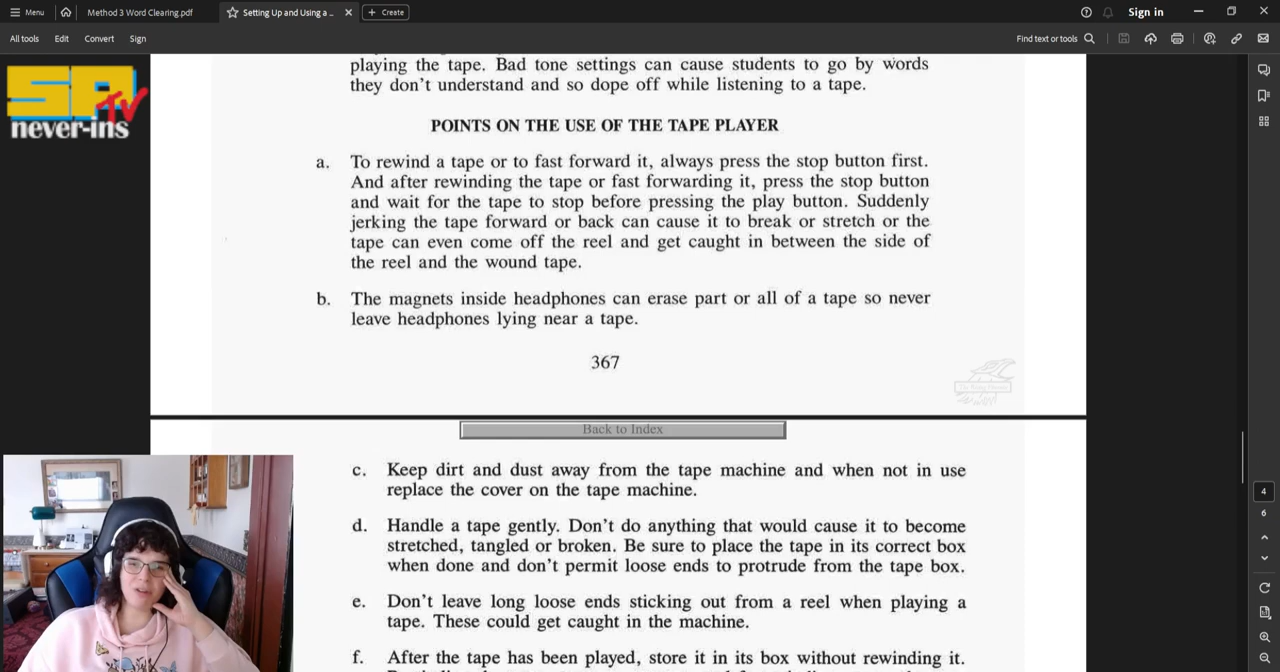 Menu
Method 3 Word Clearing.pdf
Setting Up and Using a ..
Create
Sign in
All tools
Edit
Convert
Sign
Find text or tools
SPTV
never-ins
playing the tape. Bad tone settings can cause students to go by words
they don't understand and so dope off while listening to a tape.
POINTS ON THE USE OF THE TAPE PLAYER
a. To rewind a tape or to fast forward it, always press the stop button first.
And after rewinding the tape or fast forwarding it, press the stop button
and wait for the tape to stop before pressing the play button. Suddenly
jerking the tape forward or back can cause it to break or stretch or the
tape can even come off the reel and get caught in between the side of
the reel and the wound tape.
b. The magnets inside headphones can erase part or all of a tape so never
leave headphones lying near a tape.
367
Back to Index
c. Keep dirt and dust away from the tape machine and when not in use
replace the cover on the tape machine.
d. Handle a tape gently. Don't do anything that would cause it to become
stretched, tangled or broken. Be sure to place the tape in its correct box
when done and don't permit loose ends to protrude from the tape box.
e. Don't leave long loose ends sticking out from a reel when playing a
tape. These could get caught in the machine.
f. After the tape has been played, store it in its box without rewinding it.
4
6